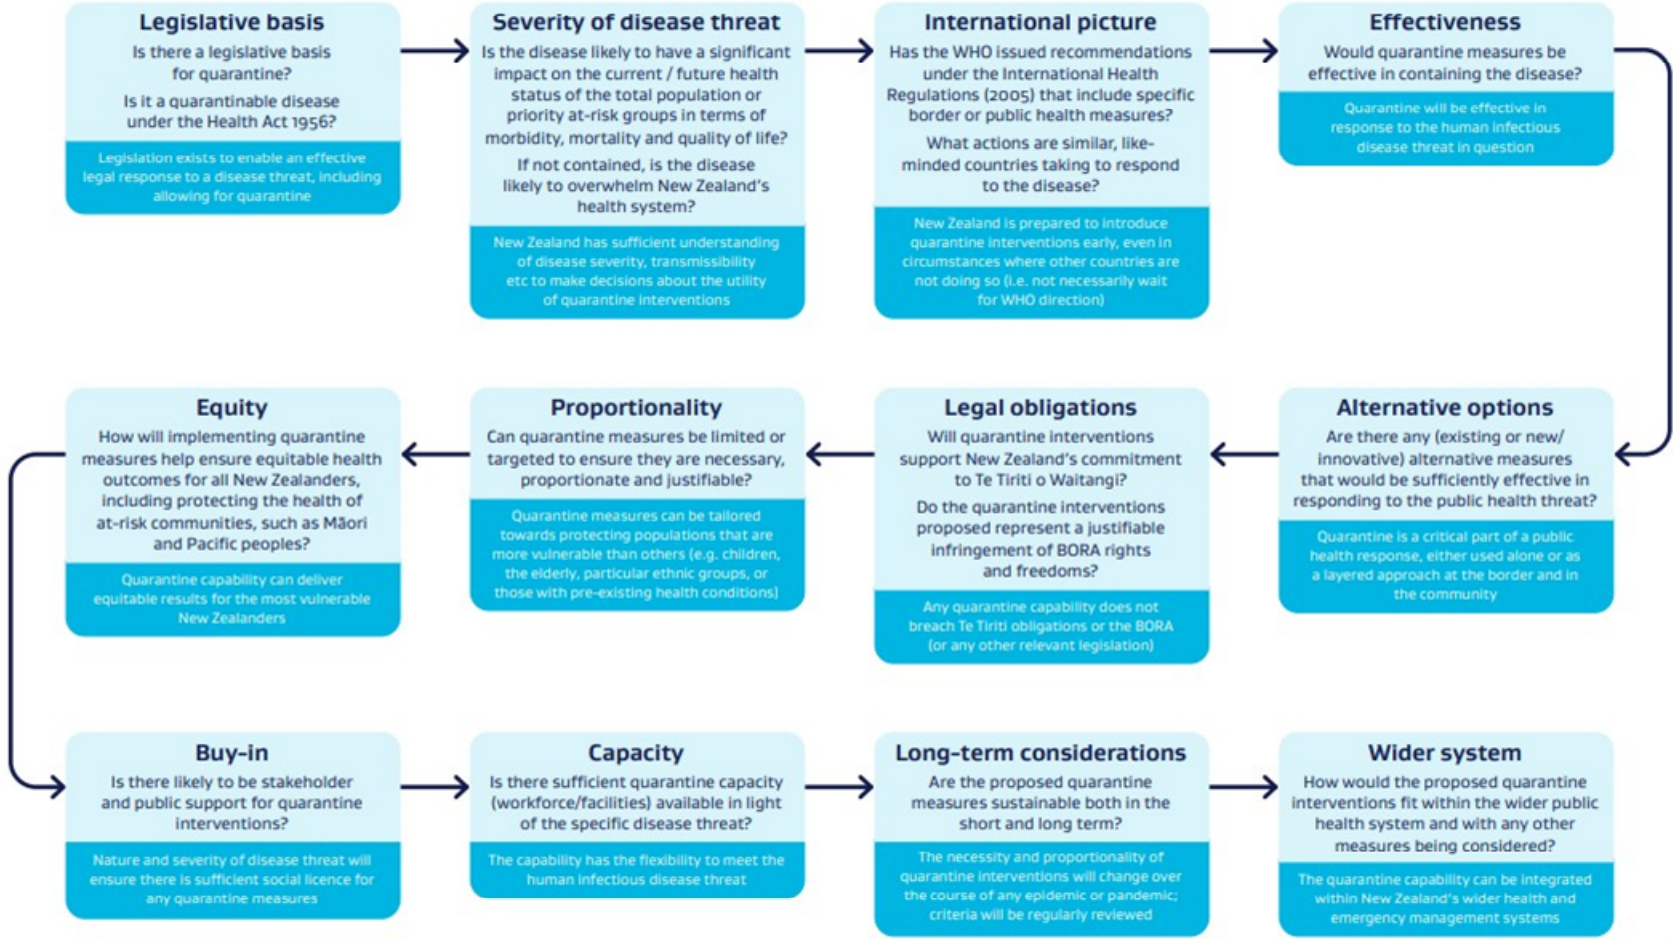 Legislative basis
Is there a legislative basis
for quarantine?
Is it a quarantinable disease
under the Health Act 1956?
Legislation exists to enable an effective
legal response to a disease threat, including
allowing for quarantine
Severity of disease threat
Is the disease likely to have a significant
impact on the current / future health
status of the total population or
priority at-risk groups in terms of
morbidity, mortality and quality of life?
If not contained, is the disease
likely to overwhelm New Zealand's
health system?
New Zealand has sufficient understanding
of disease severity, transmissibility
etc to make decisions about the utility
of quarantine interventions
International picture
Has the WHO issued recommendations
under the International Health
Regulations (2005) that include specific
border or public health measures?
What actions are similar, like-
minded countries taking to respond
to the disease?
New Zealand is prepared to introduce
quarantine interventions early, even in
circumstances where other countries are
not doing so (i.e. not necessarily wait
for WHO direction)
Effectiveness
Would quarantine measures be
effective in containing the disease?
Quarantine will be effective in
response to the human infectious
disease threat in question
Alternative options
Are there any (existing or new/
innovative) alternative measures
that would be sufficiently effective in
responding to the public health threat?
Quarantine is a critical part of a public
health response, either used alone or as
a layered approach at the border and in
the community
Legal obligations
Will quarantine interventions
support New Zealand's commitment
to Te Tiriti o Waitangi?
Do the quarantine interventions
proposed represent a justifiable
infringement of BORA rights
and freedoms?
Any quarantine capability does not
breach Te Tiriti obligations or the BORA
(or any other relevant legislation)
Proportionality
Can quarantine measures be limited or
targeted to ensure they are necessary,
proportionate and justifiable?
Quarantine measures can be tailored
towards protecting populations that are
more vulnerable than others (e.g. children,
the elderly, particular ethnic groups, or
those with pre-existing health conditions)
Equity
How will implementing quarantine
measures help ensure equitable health
outcomes for all New Zealanders,
including protecting the health of
at-risk communities, such as Māori
and Pacific peoples?
Quarantine capability can deliver
equitable results for the most vulnerable
New Zealanders
Buy-in
Is there likely to be stakeholder
and public support for quarantine
interventions?
Nature and severity of disease threat will
ensure there is sufficient social licence for
any quarantine measures
Capacity
Is there sufficient quarantine capacity
(workforce/facilities) available in light
of the specific disease threat?
The capability has the flexibility to meet the
human infectious disease threat
Long-term considerations
Are the proposed quarantine
measures sustainable both in the
short and long term?
The necessity and proportionality of
quarantine interventions will change over
the course of any epidemic or pandemic;
criteria will be regularly reviewed
Wider system
How would the proposed quarantine
interventions fit within the wider public
health system and with any other
measures being considered?
The quarantine capability can be integrated
within New Zealand's wider health and
emergency management systems